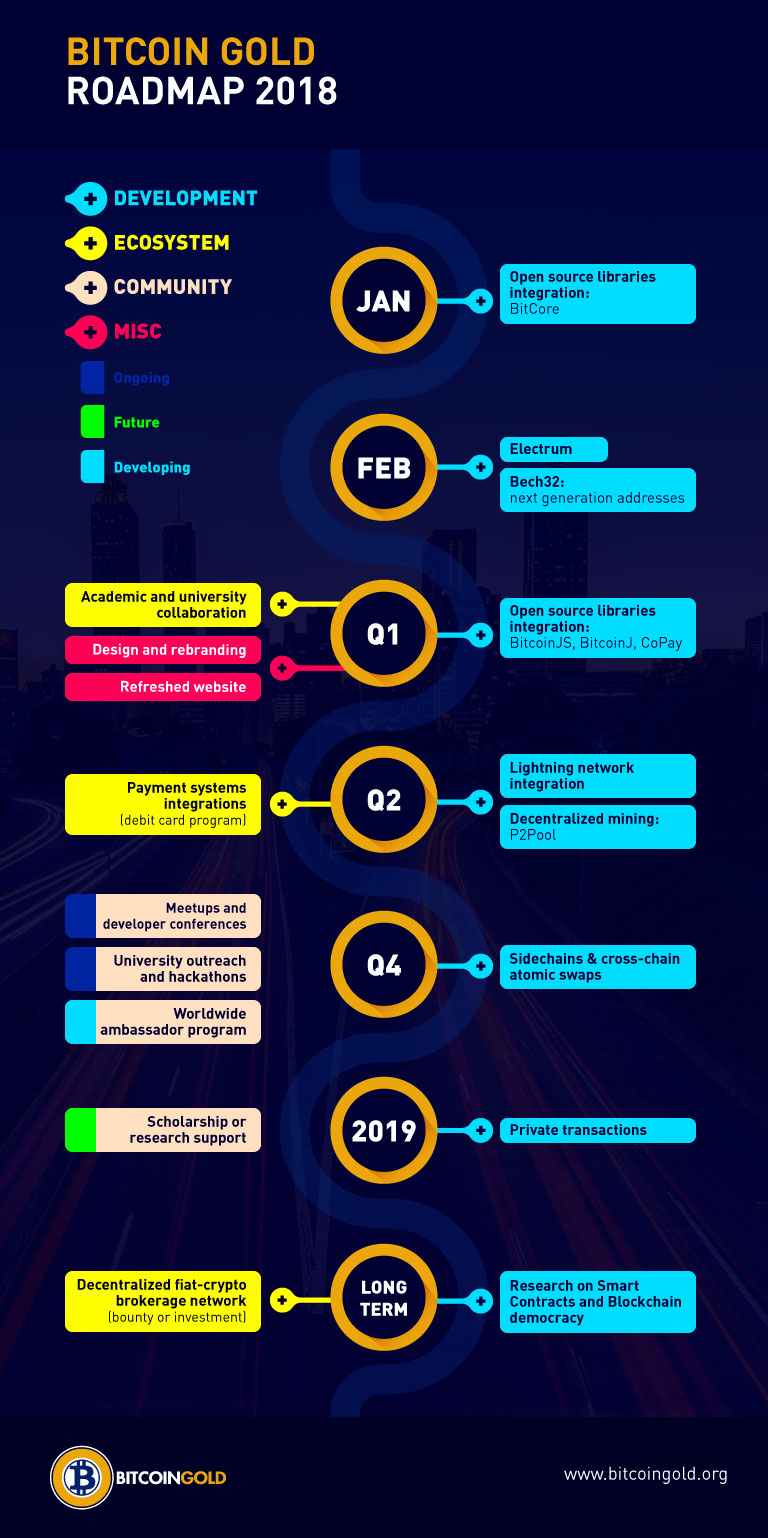 BITCOIN GOLD
ROADMAP 2018
DEVELOPMENT
ECOSYSTEM
COMMUNITY
MISC
Ongoing
Future
Developing
JAN
Open source libraries
integration:
BitCore
FEB
Electrum
Bech32:
next generation addresses
Academic and university
collaboration
Design and rebranding
Refreshed website
Q1
Open source libraries
integration:
BitcoinJS, BitcoinJ, CoPay
Payment systems
integrations
(debit card program)
Q2
Lightning network
integration
Decentralized mining:
P2Pool
Meetups and
developer conferences
University outreach
and hackathons
Worldwide
ambassador program
Q4
Sidechains & cross-chain
atomic swaps
Scholarship or
research support
2019
Private transactions
Decentralized fiat-crypto
brokerage network
(bounty or investment)
LONG
TERM
Research on Smart
Contracts and Blockchain
democracy
BITCOINGOLD
www.bitcoingold.org